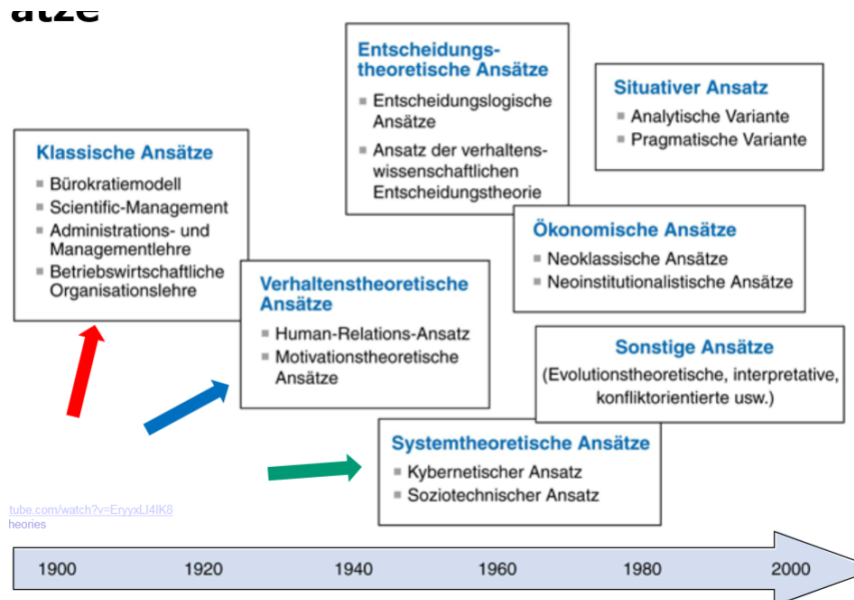 Klassische Ansätze
Bürokratiemodell
Scientific-Management
Administrations- und
Managementlehre
Betriebswirtschaftliche
Organisationslehre
Verhaltenstheoretische
Ansätze
Human-Relations-Ansatz
Motivationstheoretische
Ansätze
Entscheidungs-
theoretische Ansätze
Entscheidungslogische
Ansätze
Ansatz der verhaltens-
wissenschaftlichen
Entscheidungstheorie
Situativer Ansatz
Analytische Variante
Pragmatische Variante
Ökonomische Ansätze
Neoklassische Ansätze
Neoinstitutionalistische Ansätze
Sonstige Ansätze
(Evolutionstheoretische, interpretative,
konfliktorientierte usw.)
Systemtheoretische Ansätze
Kybernetischer Ansatz
Soziotechnischer Ansatz
heories
1900 1920 1940 1960 1980 2000